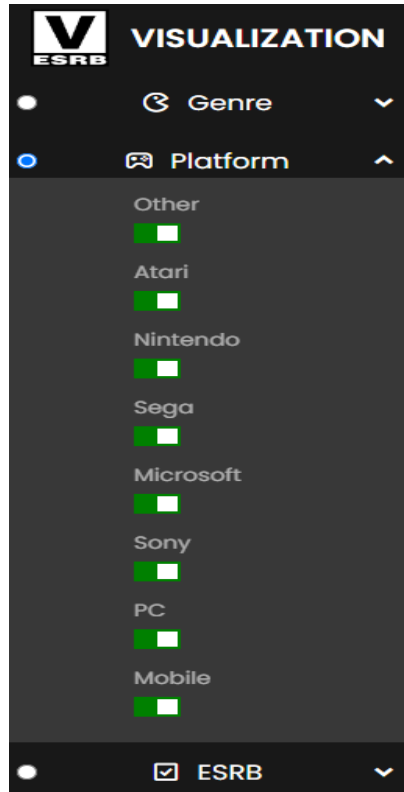 V VISUALIZATION
ESRB
Genre
Platform
Other
Atari
Nintendo
Sega
Microsoft
Sony
PC
Mobile
ESRB